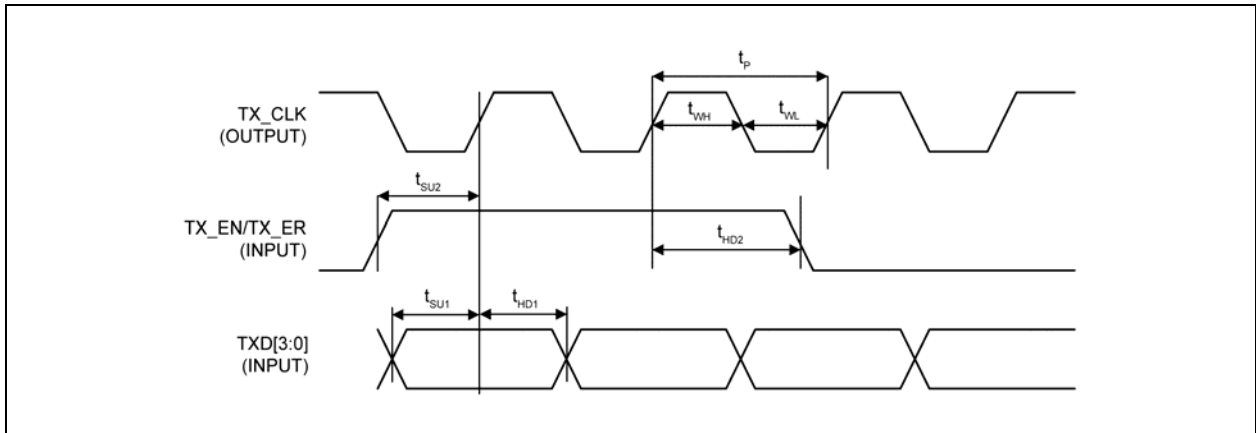 t_P
TX_CLK
(OUTPUT)
t_WH
t_WL
t_SU2
TX_EN/TX_ER
(INPUT)
t_HD2
t_SU1
t_HD1
TXD[3:0]
(INPUT)